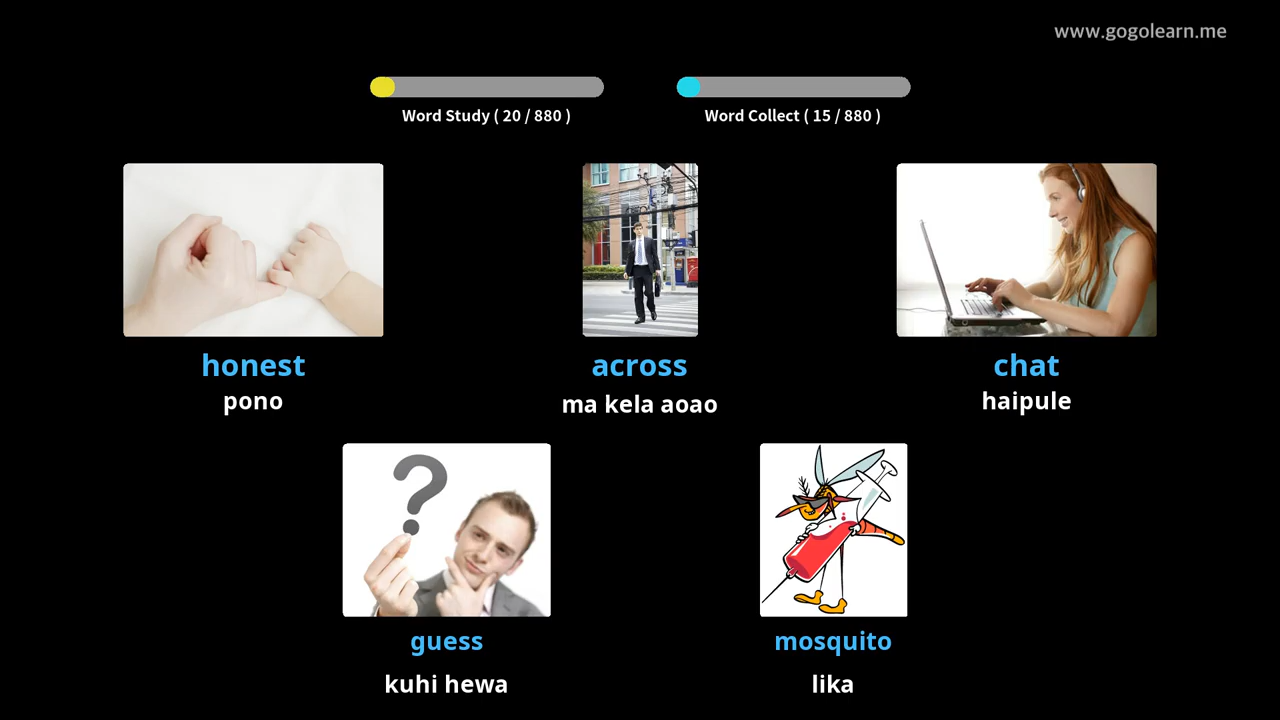 www.gogolearn.me
Word Study ( 20 / 880 )
Word Collect ( 15 / 880 )
honest
pono
across
ma kela aoao
chat
haipule
guess
kuhi hewa
mosquito
lika